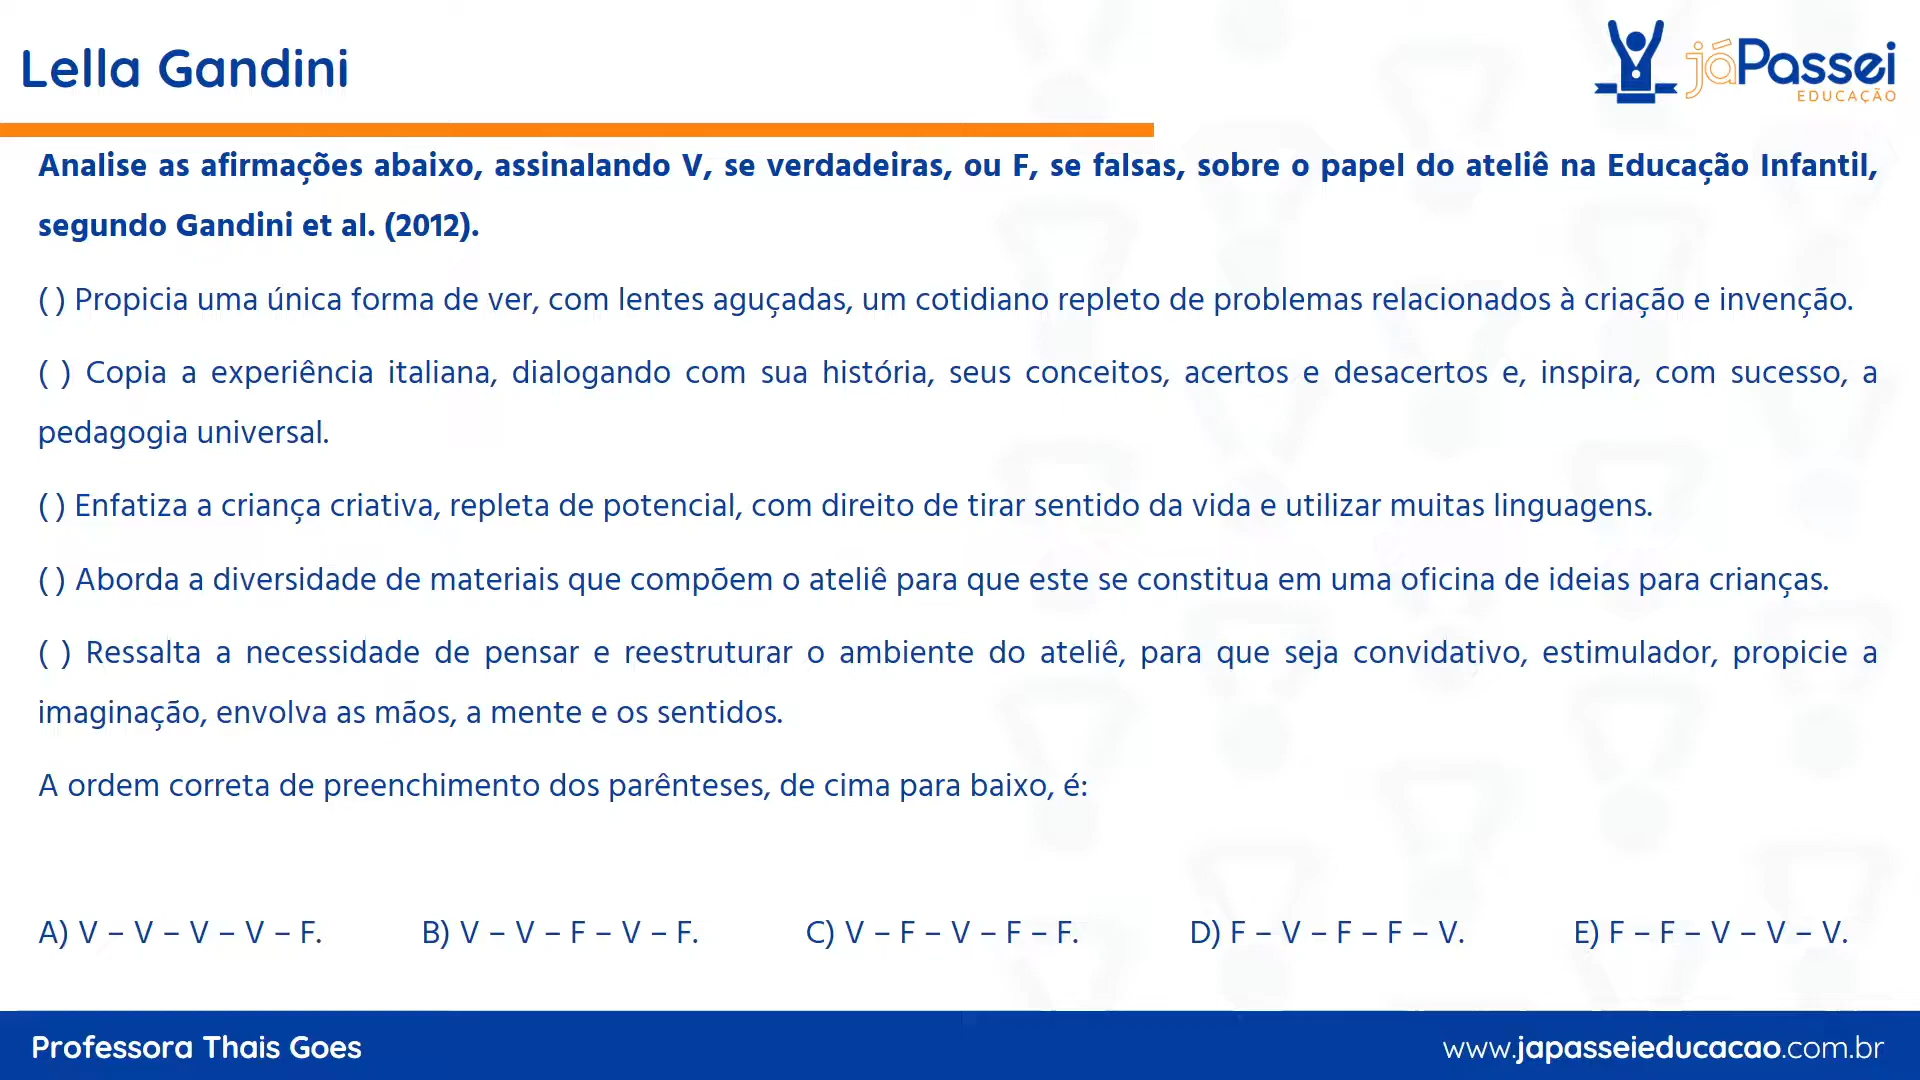 Lella Gandini
jáPassei
EDUCAÇÃO
Analise as afirmações abaixo, assinalando V, se verdadeiras, ou F, se falsas, sobre o papel do ateliê na Educação Infantil,
segundo Gandini et al. (2012).
( ) Propicia uma única forma de ver, com lentes aguçadas, um cotidiano repleto de problemas relacionados à criação e invenção.
( ) Copia a experiência italiana, dialogando com sua história, seus conceitos, acertos e desacertos e, inspira, com sucesso, a
pedagogia universal.
( ) Enfatiza a criança criativa, repleta de potencial, com direito de tirar sentido da vida e utilizar muitas linguagens.
( ) Aborda a diversidade de materiais que compõem o ateliê para que este se constitua em uma oficina de ideias para crianças.
( ) Ressalta a necessidade de pensar e reestruturar o ambiente do ateliê, para que seja convidativo, estimulador, propicie a
imaginação, envolva as mãos, a mente e os sentidos.
A ordem correta de preenchimento dos parênteses, de cima para baixo, é:
A) V – V – V – V – F. B) V – V – F – V – F. C) V – F – V – F – F. D) F – V – F – F – V. E) F – F – V – V – V.
Professora Thais Goes
www.japasseieducacao.com.br